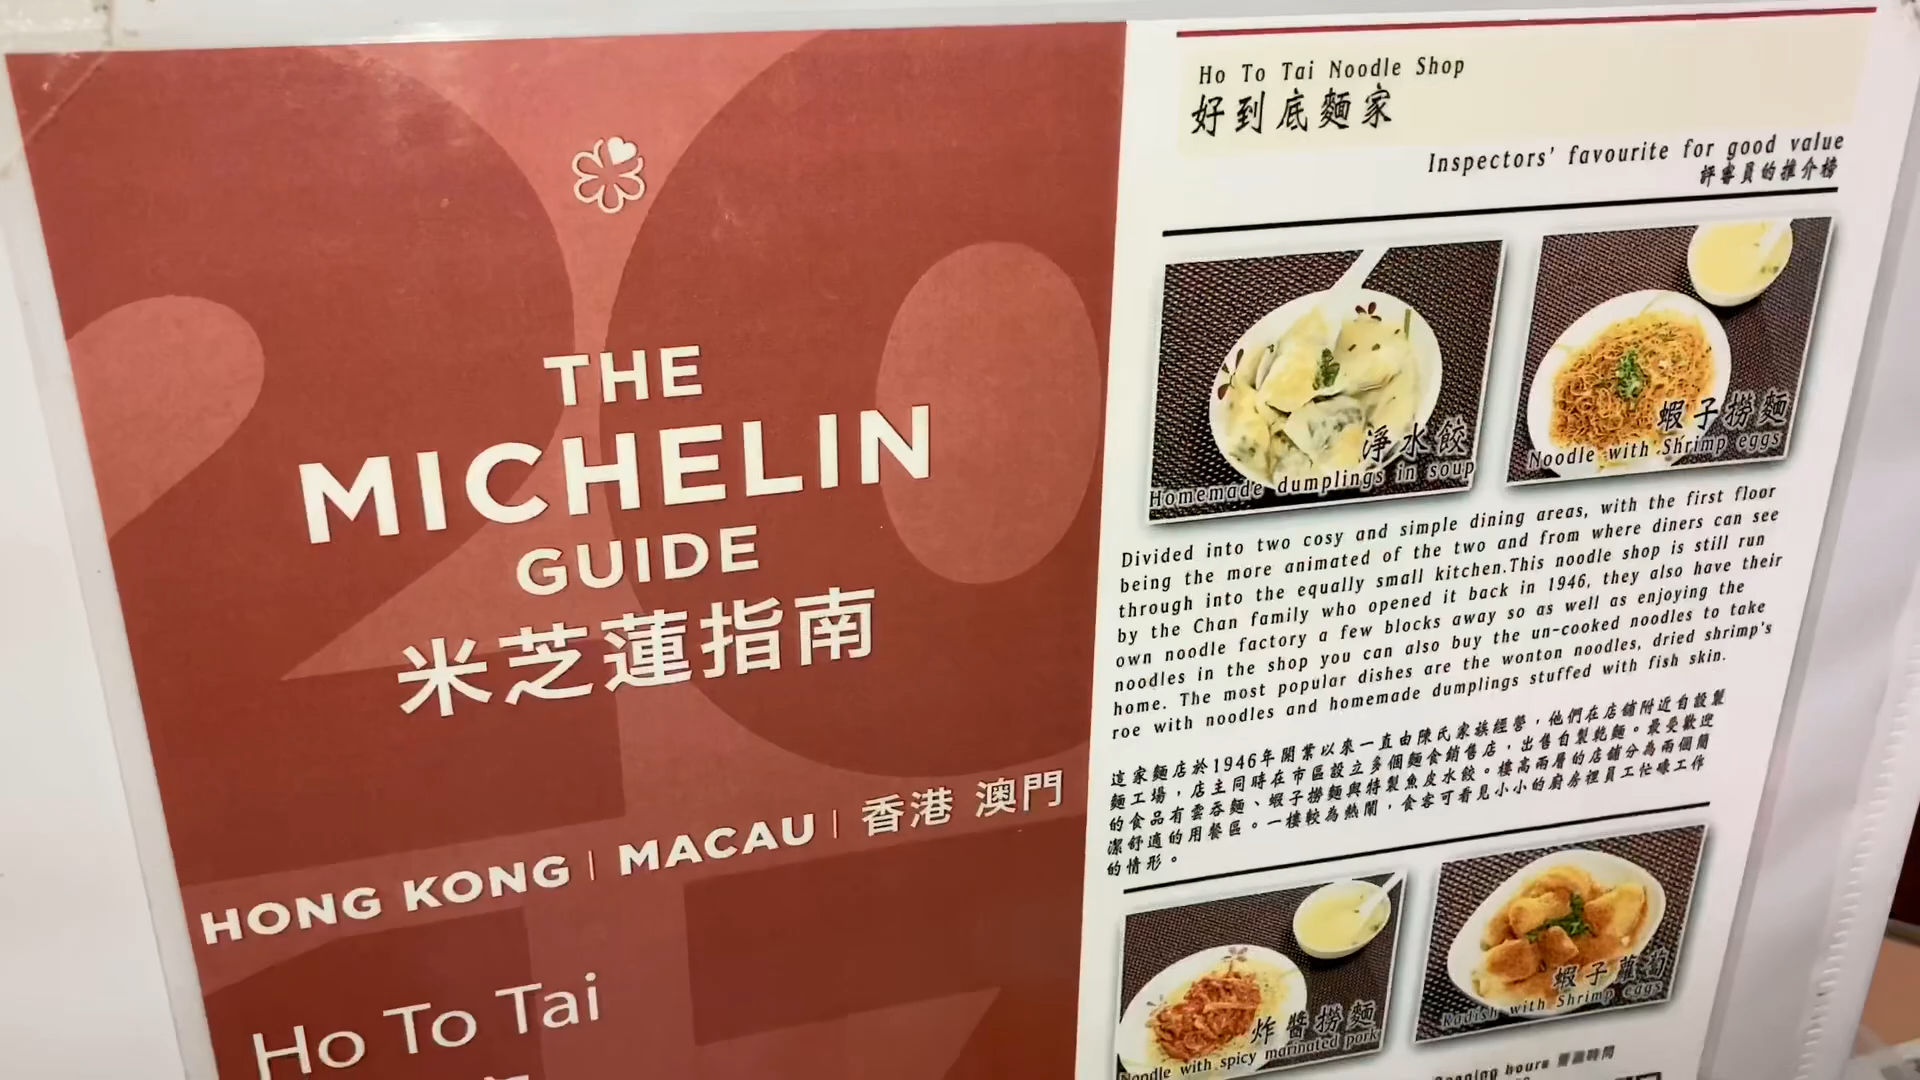 THE
MICHELIN
GUIDE
米芝蓮指南
HONG KONG | MACAU | 香港 澳門
Ho To Tai
Ho To Tai Noodle Shop
好到底麵家
Inspectors' favourite for good value
評審員的推介榜
淨水餃
Homemade dumplings in soup
蝦子撈麵
Noodle with Shrimp eggs
Divided into two cosy and simple dining areas, with the first floor
being the more animated of the two and from where diners can see
through into the equally small kitchen.This noodle shop is still run
by the Chan family who opened it back in 1946, they also have their
own noodle factory a few blocks away so as well as enjoying the
noodles in the shop you can also buy the un-cooked noodles to take
home. The most popular dishes are the wonton noodles, dried shrimp's
roe with noodles and homemade dumplings stuffed with fish skin.
這家麵店於1946年開業以來一直由陳氏家族經營，他們在店舖附近自設製
麵工場，店主同時在市區設立多個麵食銷售店，出售自製乾麵。最受歡迎
的食品有雲吞麵、蝦子撈麵與特製魚皮水餃。樓高兩層的店舖分為兩個簡
潔舒適的用餐區。一樓較為熱鬧，食客可看見小小的廚房裡員工忙碌工作
的情形。
炸醬撈麵
Noodle with spicy marinated pork
蝦子蘿蔔
Radish with Shrimp eggs
Opening hours 營業時間